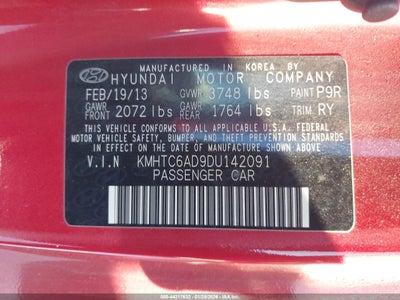 MANUFACTURED IN KOREA BY
HYUNDAI MOTOR COMPANY
FEB/19/13 GVWR 3748 lbs PAINT P9R
GAWR FRONT 2072 lbs GAWR REAR 1764 lbs TRIM RY
THIS VEHICLE CONFORMS TO ALL APPLICABLE FEDERAL
MOTOR VEHICLE SAFETY, BUMPER, AND THEFT PREVENTION
STANDARDS IN EFFECT ON THE DATE OF MANUFACTURE
SHOWN ABOVE.
V.I.N KMHTC6AD9DU142091
PASSENGER CAR